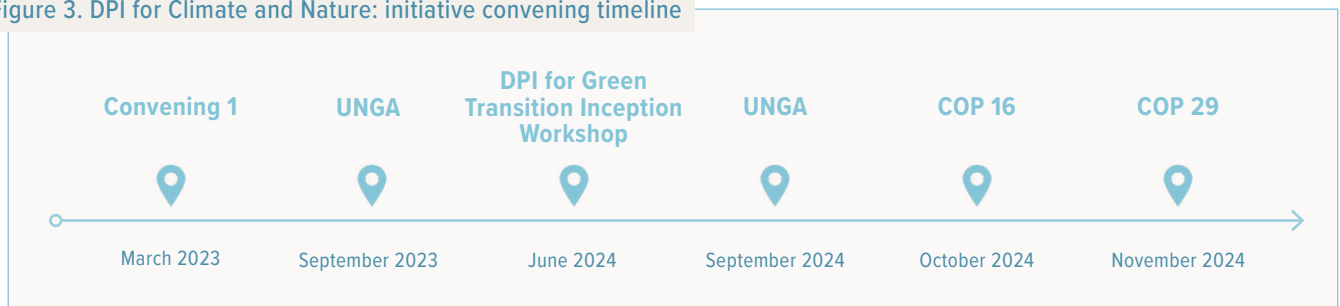 Figure 3. DPI for Climate and Nature: initiative convening timeline
Convening 1
UNGA
DPI for Green
Transition Inception
Workshop
UNGA
COP 16
COP 29
March 2023
September 2023
June 2024
September 2024
October 2024
November 2024